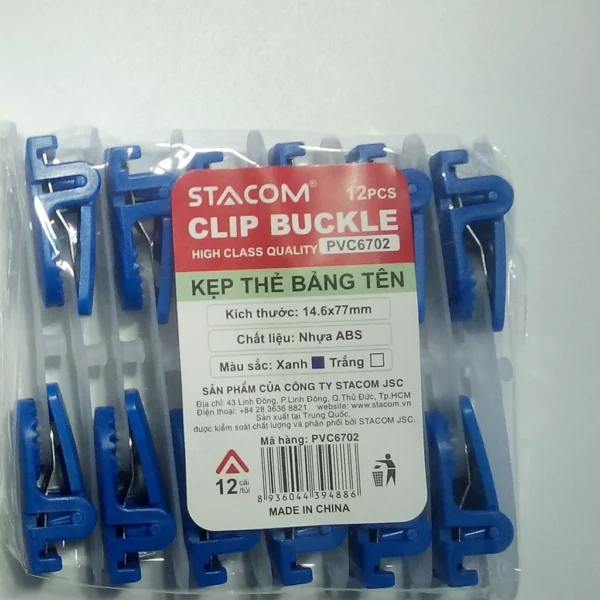 STACOM® 12PCS
CLIP BUCKLE
HIGH CLASS QUALITY PVC6702
KẸP THẺ BẢNG TÊN
Kích thước: 14.6x77mm
Chất liệu: Nhựa ABS
Màu sắc: Xanh Trắng
SẢN PHẨM CỦA CÔNG TY STACOM JSC
Địa chỉ: 43 Linh Đông, P.Linh Đông, Q.Thủ Đức, Tp.HCM
Điện thoại: +84 28 3636 8821 website: www.stacom.vn
Sản xuất tại Trung Quốc,
được kiểm soát chất lượng và phân phối bởi STACOM JSC.
Mã hàng: PVC6702
12 cái/túi
8 936044 394886
MADE IN CHINA